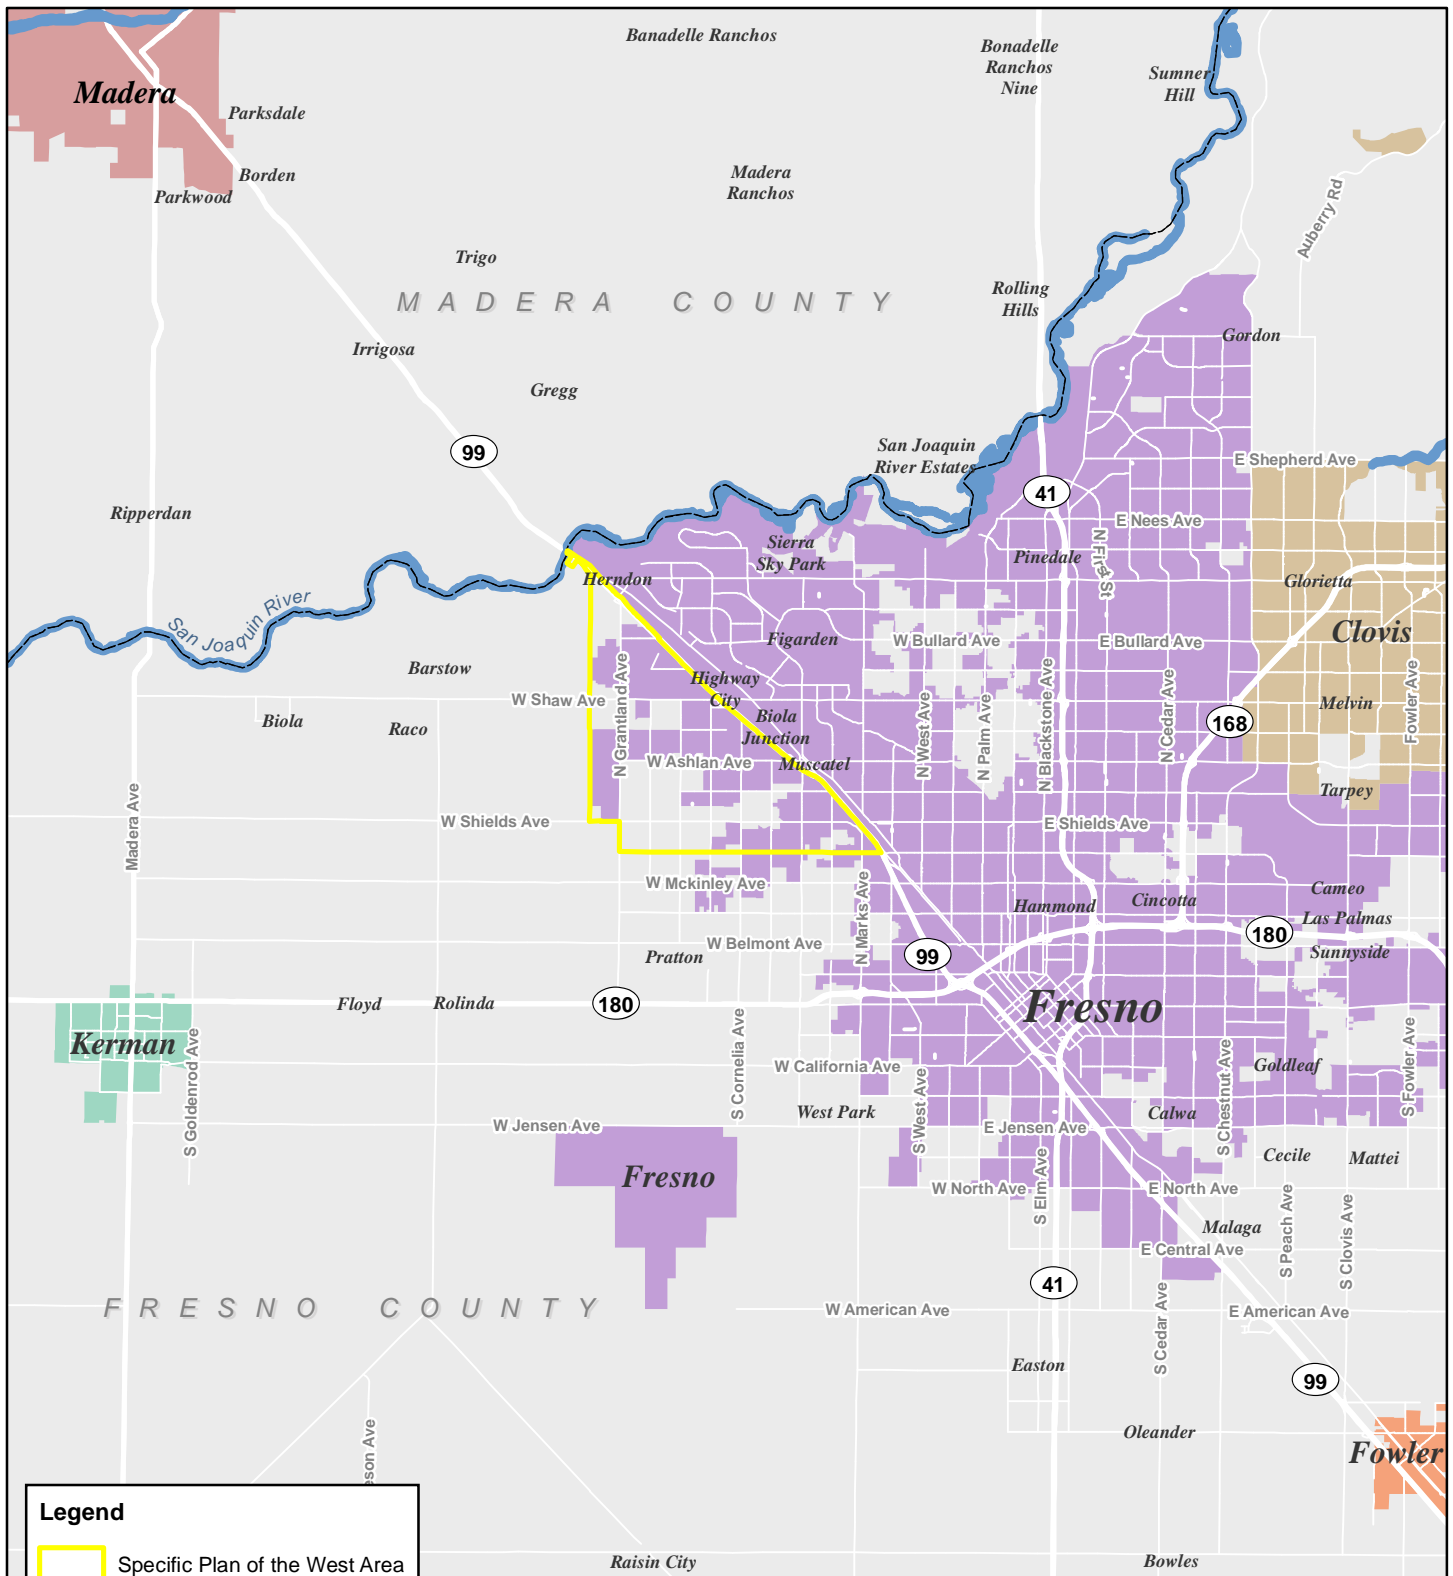 Banadelle Ranchos
Bonadelle
Ranchos
Nine
Sumner
Hill
Madera
Parksdale
Borden
Parkwood
Madera
Ranchos
Auberry Rd
Trigo
MADERA COUNTY
Rolling
Hills
Gordon
Irrigosa
Gregg
99
San Joaquin
River Estates
E Shepherd Ave
41
Ripperdan
E Nees Ave
Sierra
Sky Park
Pinedale
N First St
Herndon
Glorietta
San Joaquin River
Figarden
W Bullard Ave
E Bullard Ave
Clovis
Barstow
N Grantland Ave
Highway
City
W Shaw Ave
Biola
Raco
Biola
Junction
N West Ave
N Palm Ave
N Blackstone Ave
N Cedar Ave
168
Melvin
Fowler Ave
W Ashlan Ave
Muscatel
Tarpey
Madera Ave
W Shields Ave
E Shields Ave
W Mckinley Ave
N Marks Ave
Hammond
Cincotta
Cameo
Las Palmas
180
Sunnyside
W Belmont Ave
Pratton
99
Floyd
Rolinda
180
Fresno
Kerman
S Goldenrod Ave
S Cornelia Ave
W California Ave
S West Ave
S Chestnut Ave
Goldleaf
S Fowler Ave
West Park
Calwa
W Jensen Ave
E Jensen Ave
Cecile
Mattei
Fresno
W North Ave
S Elm Ave
E North Ave
Malaga
S Peach Ave
S Clovis Ave
E Central Ave
41
FRESNO COUNTY
W American Ave
E American Ave
S Cedar Ave
Easton
99
Oleander
Fowler
eson Ave
Legend
Specific Plan of the West Area
Raisin City
Bowles